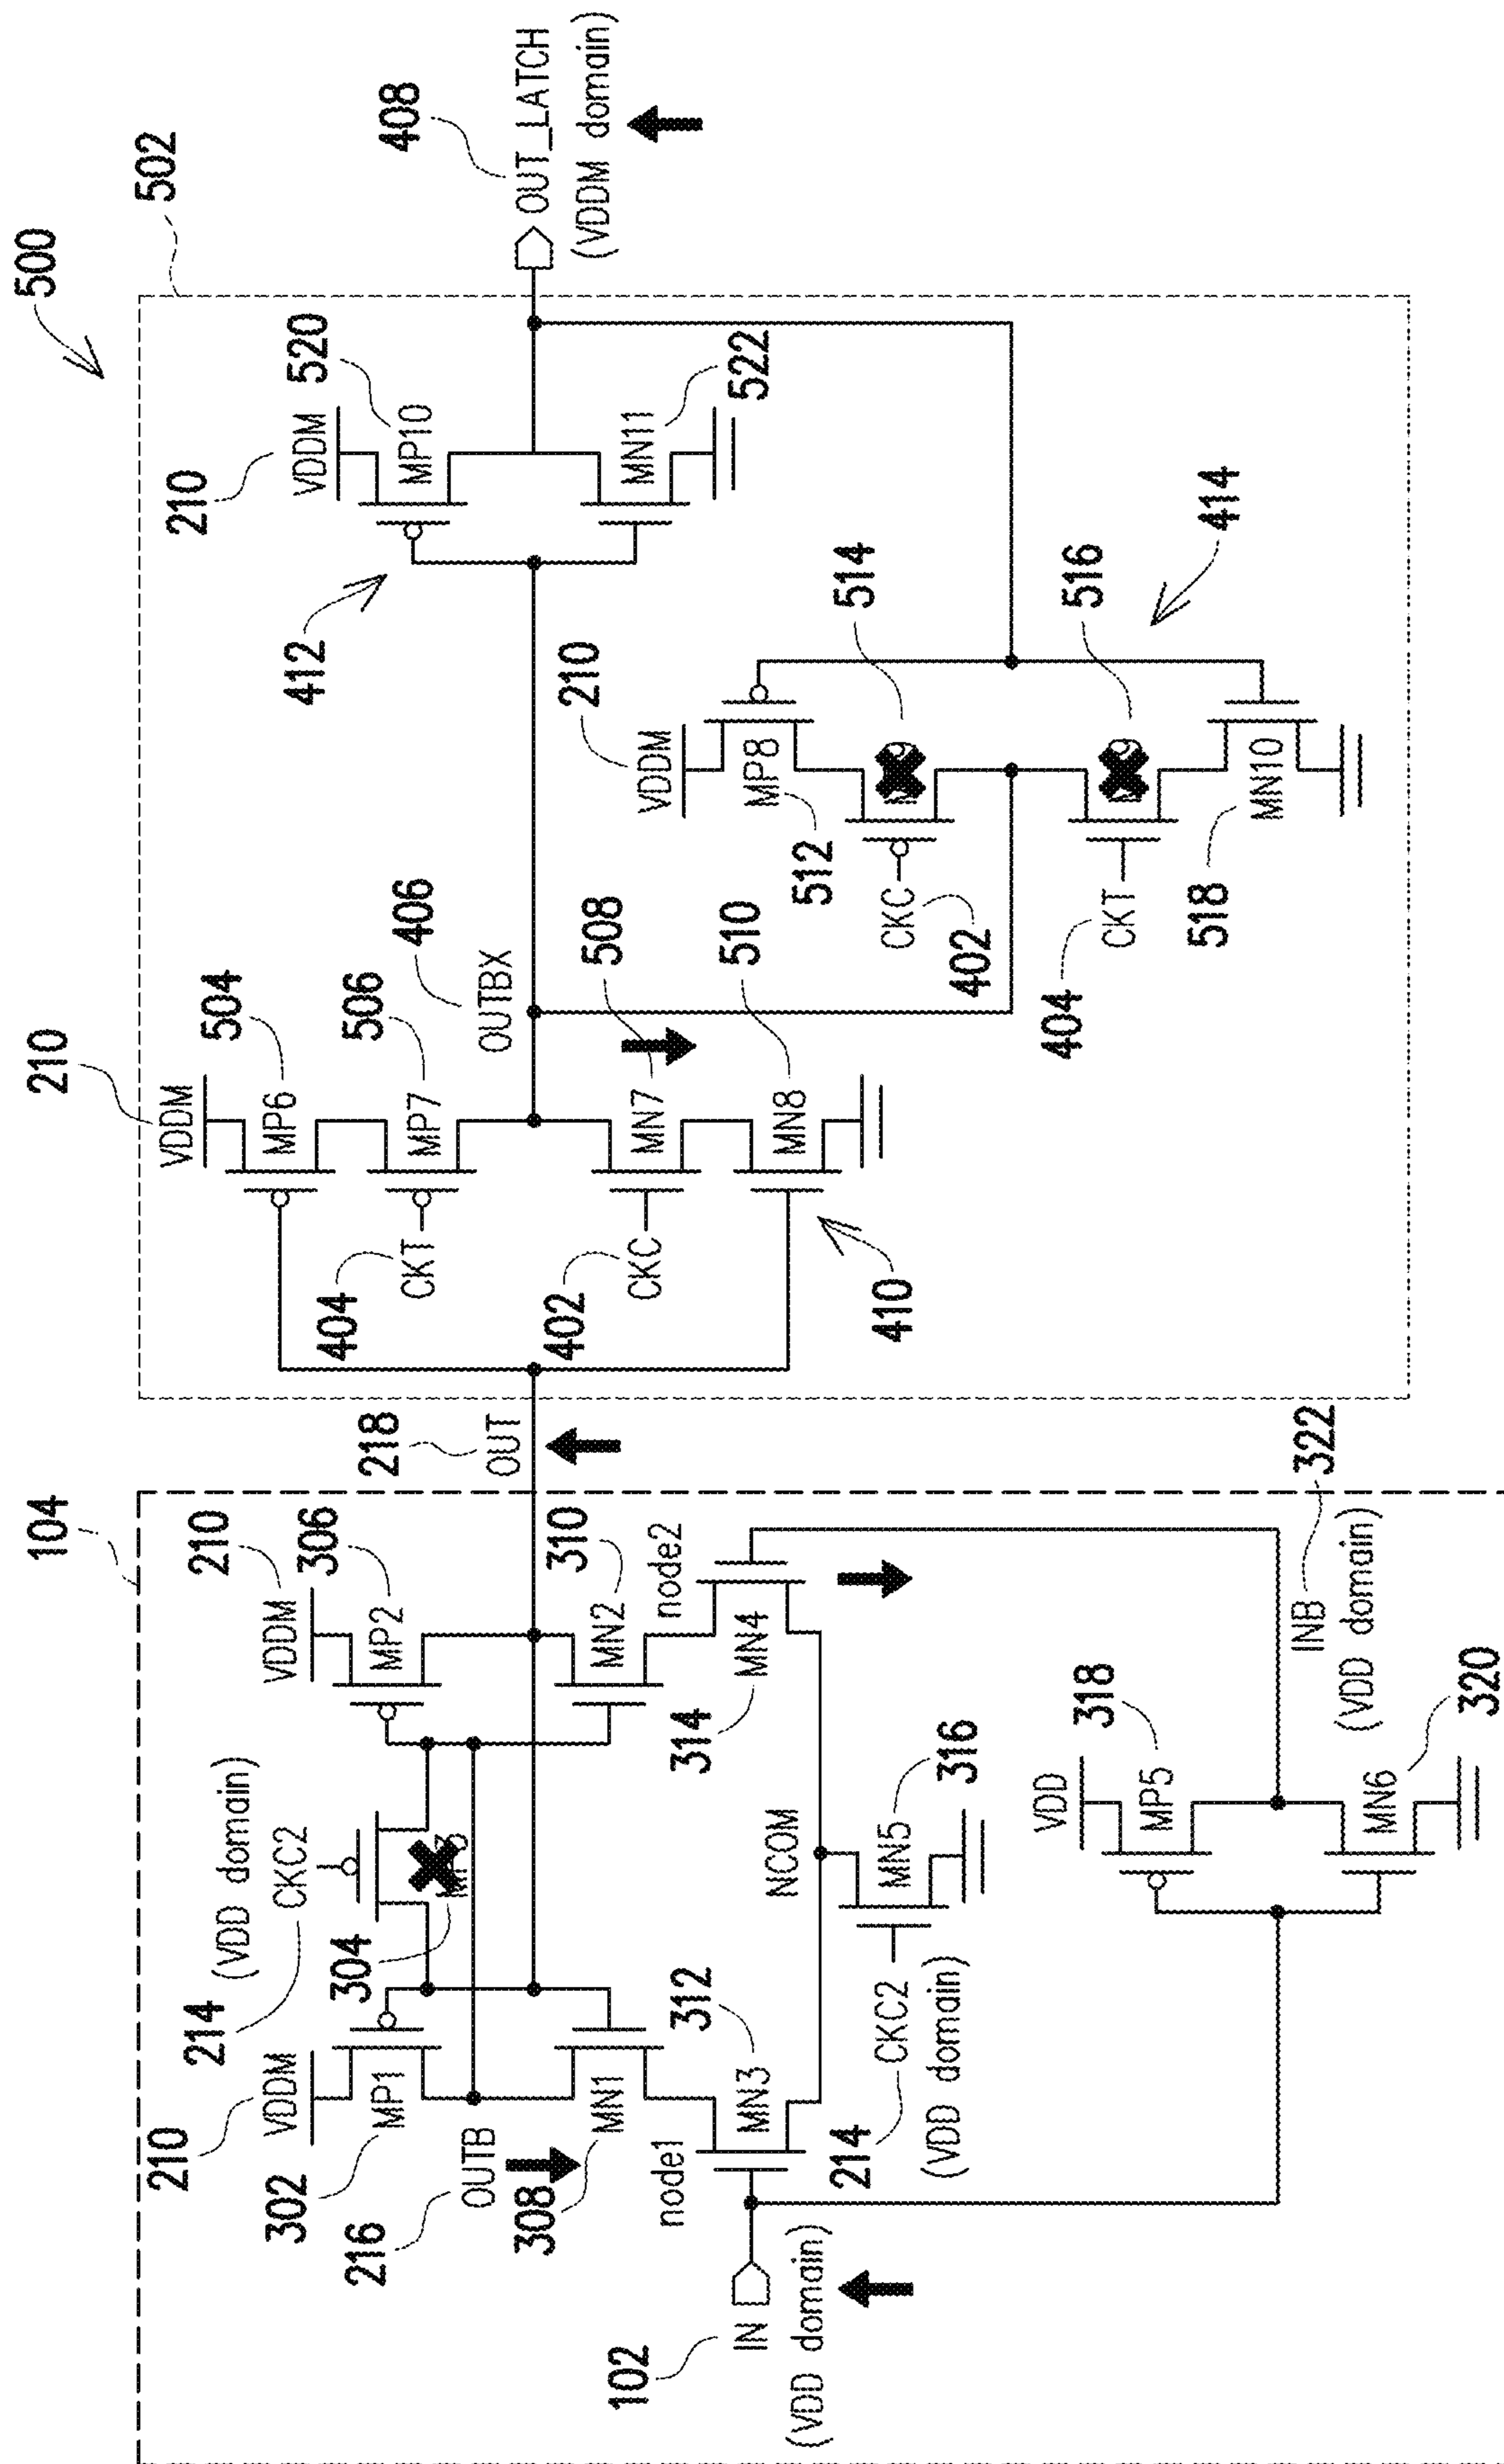 500
502
104
210
VDDM
504
MP6
506
MP7
404
CKT
OUTBX
406
508
MN7
402
CKC
510
MN8
410
210
VDDM
520
MP10
412
MN11
522
408
OUT_LATCH
(VDDM domain)
210
VDDM
MP8
512
514
CKC
402
516
CKT
404
MN10
518
414
214
CKC2
(VDD domain)
210
VDDM
302
MP1
304
210
VDDM
306
MP2
218
OUT
216
OUTB
308
MN1
310
MN2
node1
MN3
312
node2
MN4
314
NCOM
MN5
316
214
CKC2
(VDD domain)
102
IN
(VDD domain)
VDD
318
MP5
MN6
320
INB
322
(VDD domain)